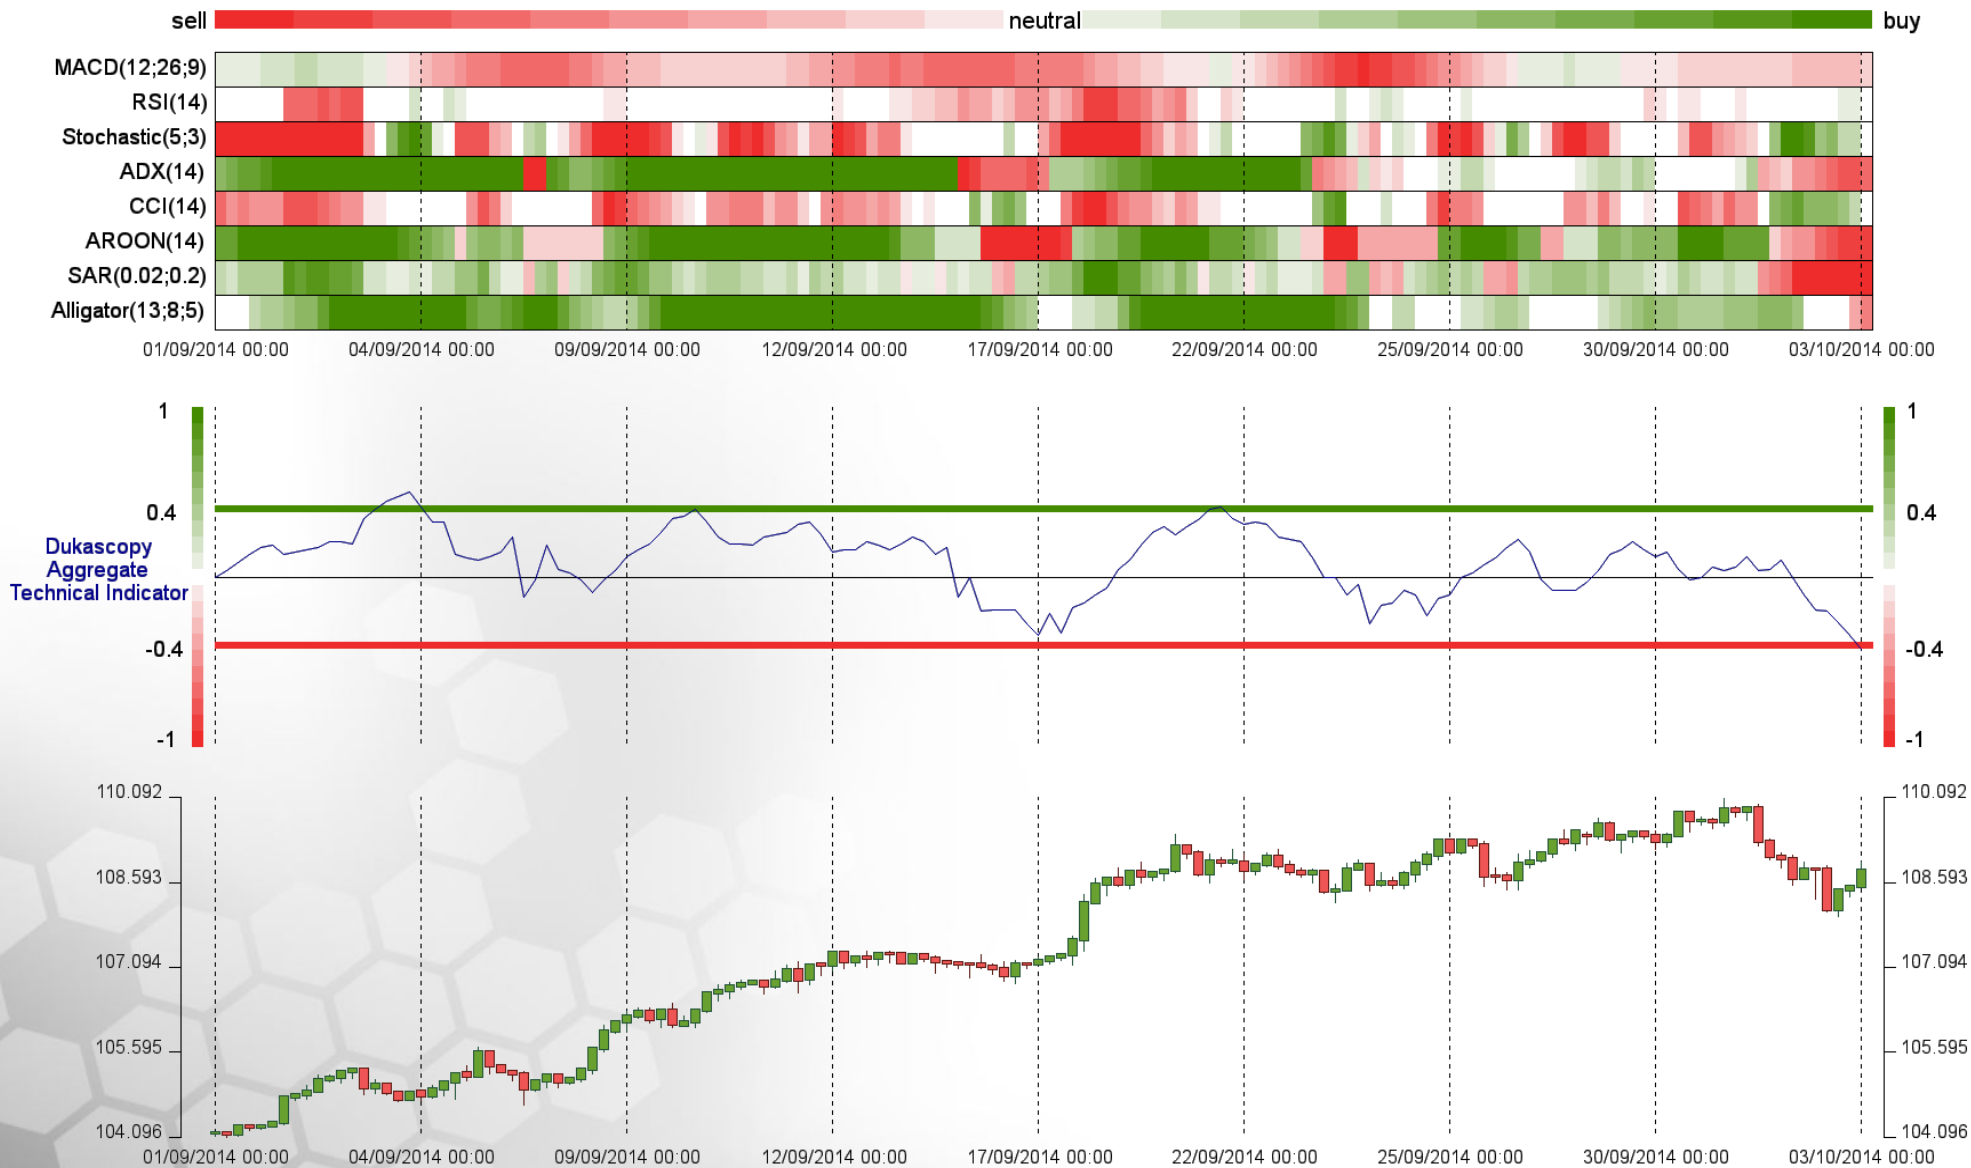 sell neutral buy
MACD(12;26;9)
RSI(14)
Stochastic(5;3)
ADX(14)
CCI(14)
AROON(14)
SAR(0.02;0.2)
Alligator(13;8;5)
01/09/2014 00:00 04/09/2014 00:00 09/09/2014 00:00 12/09/2014 00:00 17/09/2014 00:00 22/09/2014 00:00 25/09/2014 00:00 30/09/2014 00:00 03/10/2014 00:00
1 1
0.4 0.4
Dukascopy
Aggregate
Technical Indicator
-0.4 -0.4
-1 -1
110.092 110.092
108.593 108.593
107.094 107.094
105.595 105.595
104.096 104.096
01/09/2014 00:00 04/09/2014 00:00 09/09/2014 00:00 12/09/2014 00:00 17/09/2014 00:00 22/09/2014 00:00 25/09/2014 00:00 30/09/2014 00:00 03/10/2014 00:00